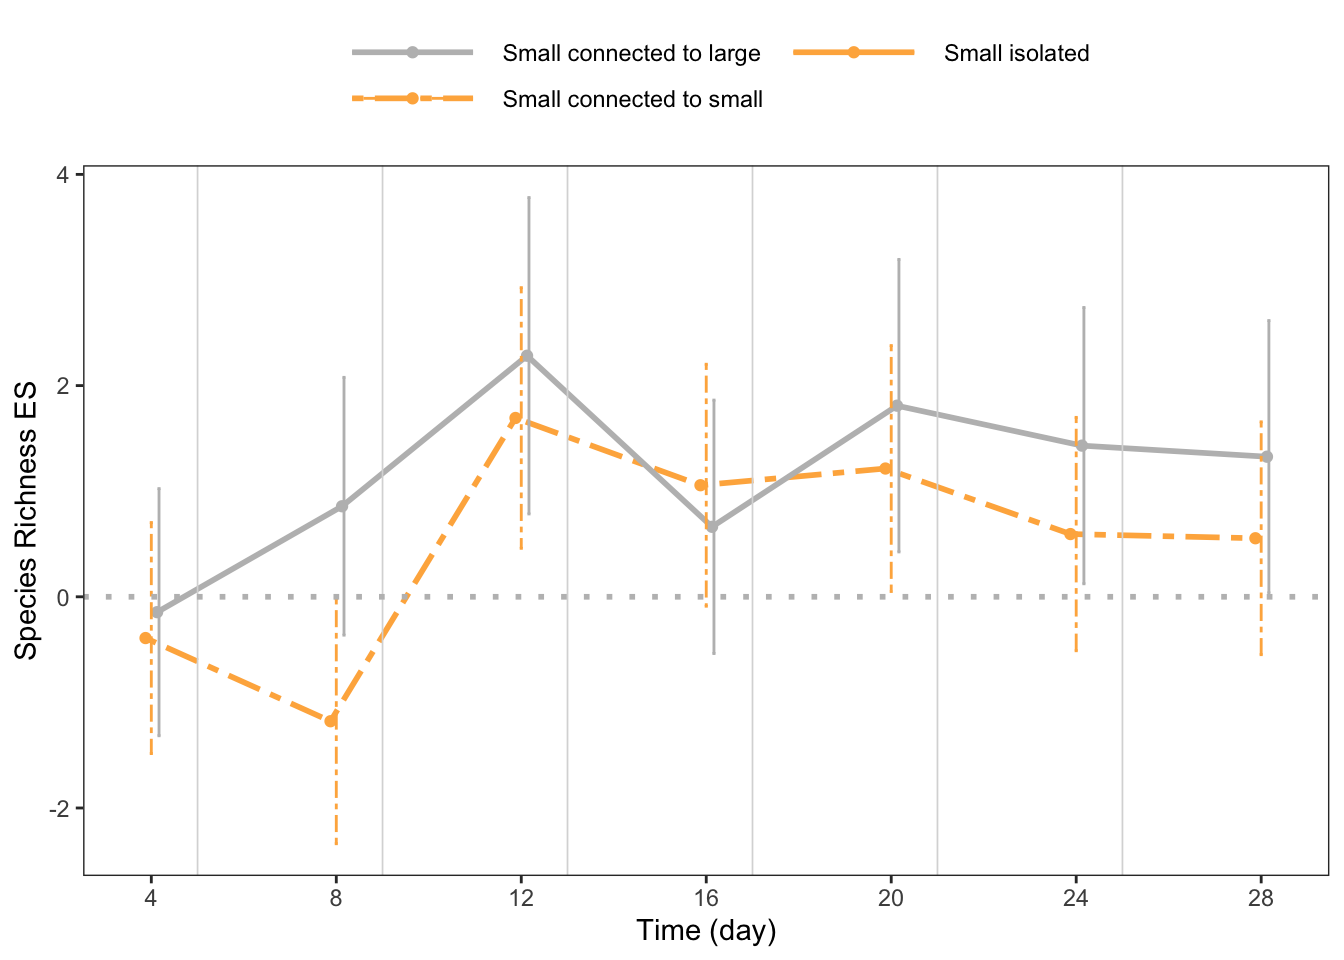 Small connected to large
Small isolated
Small connected to small
Species Richness ES
4
2
0
-2
4
8
12
16
20
24
28
Time (day)